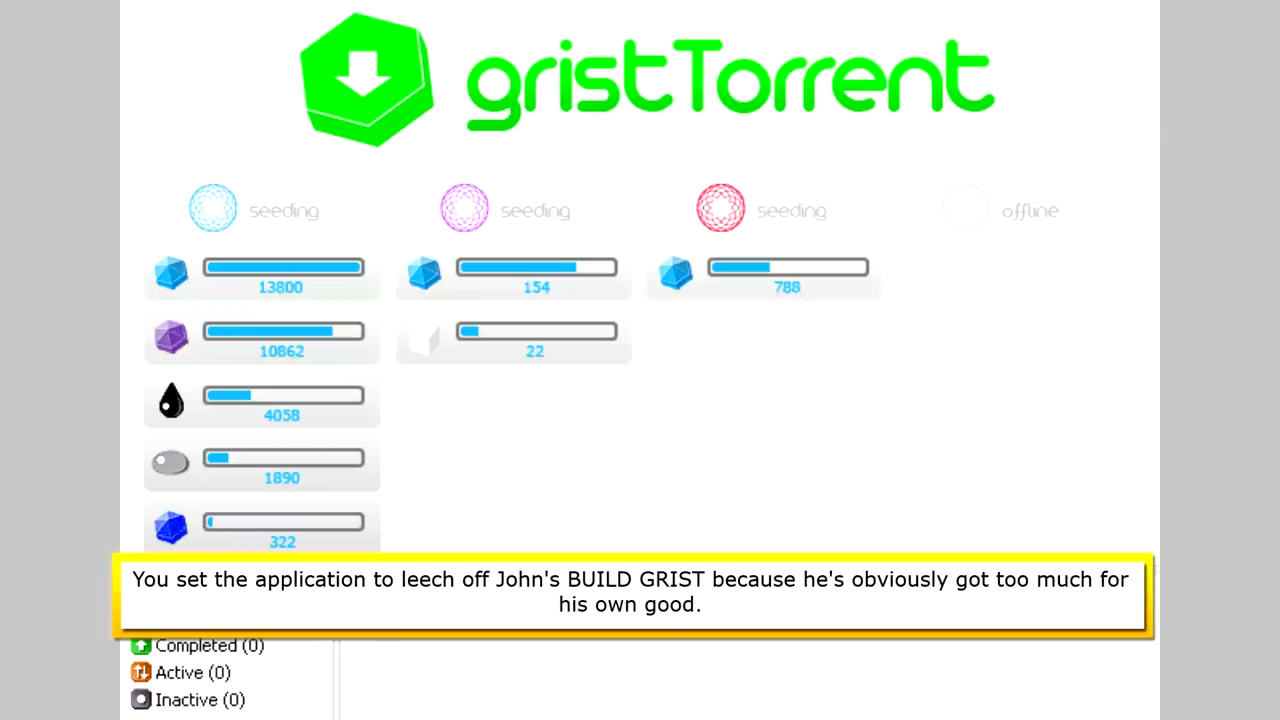 gristTorrent
seeding
seeding
seeding
offline
13800
154
788
10862
22
4058
1890
322
You set the application to leech off John's BUILD GRIST because he's obviously got too much for
his own good.
Completed (0)
Active (0)
Inactive (0)